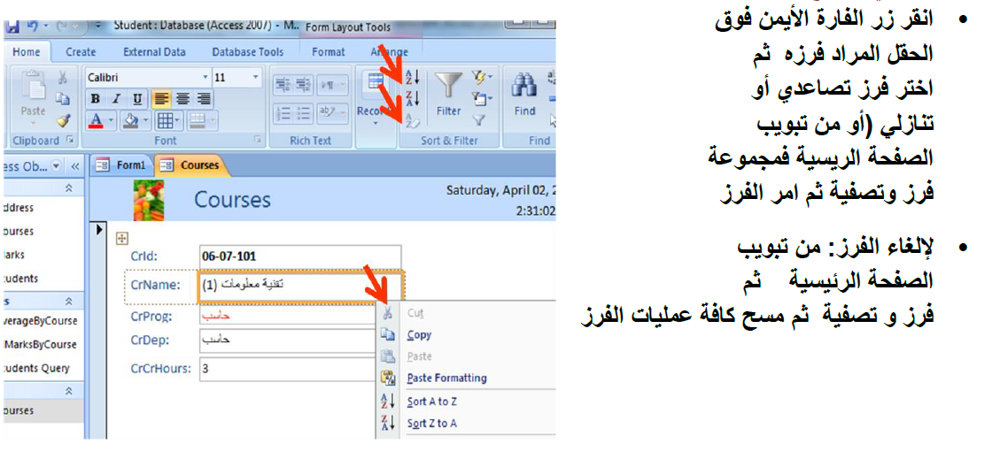 • انقر زر الفارة الأيمن فوق
الحقل المراد فرزه ثم
اختر فرز تصاعدي أو
تنازلي (أو من تبويب
الصفحة الريسية فمجموعة
فرز وتصفية ثم امر الفرز
• لإلغاء الفرز: من تبويب
الصفحة الرئيسية ثم
فرز و تصفية ثم مسح كافة عمليات الفرز
Student : Database (Access 2007) - M.. Form Layout Tools
Home Create External Data Database Tools Format Arrange
Calibri 11
B I U
Paste Filter Find
Clipboard Font Rich Text Sort & Filter Find
ess Ob... « Form1 Courses
Courses
Saturday, April 02, 2
2:31:02
ddress
ourses
larks
tudents
s
verageByCourse
MarksByCourse
tudents Query
ourses
CrId: 06-07-101
CrName: تقنية معلومات (1)
CrProg: حاسب
CrDep: حاسب
CrCrHours: 3
Cut
Copy
Paste
Paste Formatting
Sort A to Z
Sort Z to A